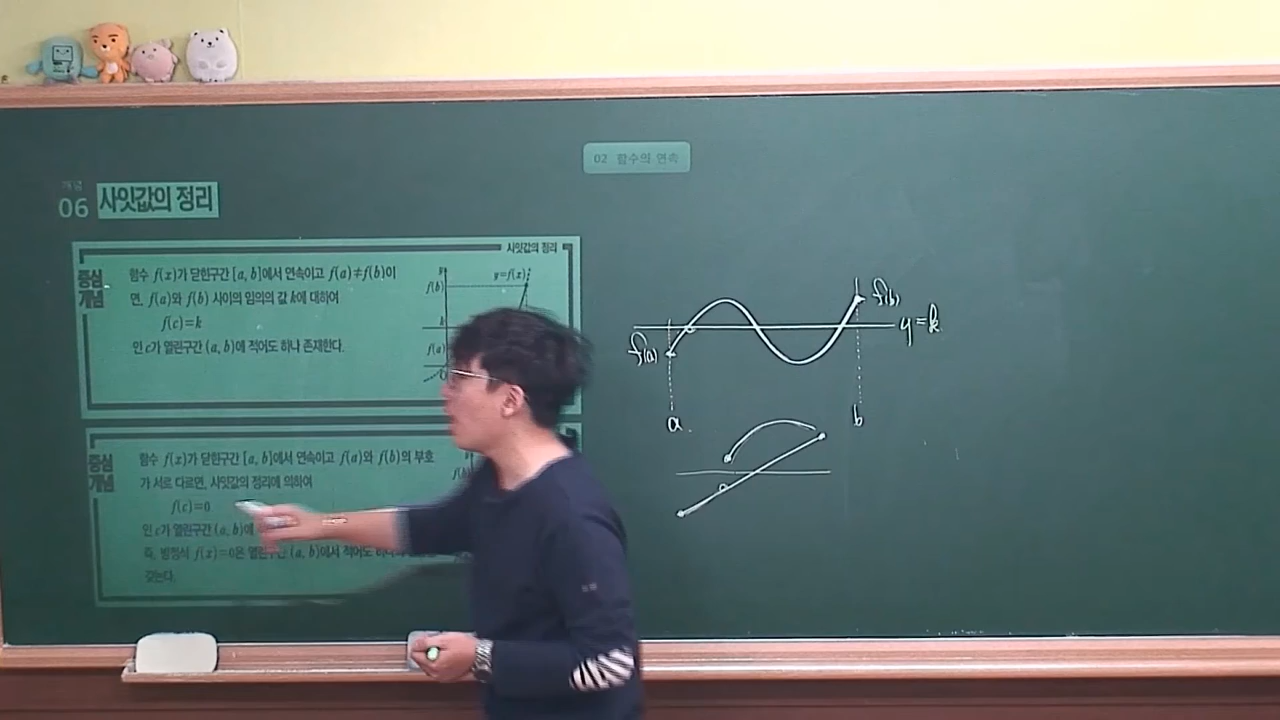 02 함수의 연속
개념
06 사잇값의 정리
사잇값의 정리
중심
개념
함수 f(x)가 닫힌구간 [a, b]에서 연속이고 f(a)≠f(b)이
면, f(a)와 f(b) 사이의 임의의 값 k에 대하여
f(c)=k
인 c가 열린구간 (a, b)에 적어도 하나 존재한다.
y
f(b)
y=f(x)
k
f(a)
O
중심
개념
함수 f(x)가 닫힌구간 [a, b]에서 연속이고 f(a)와 f(b)의 부호
가 서로 다르면, 사잇값의 정리에 의하여
f(c)=0
인 c가 열린구간 (a, b)에
즉, 방정식 f(x)=0은 열린구간 (a, b)에서 적어도 하나의
갖는다.
f(b)
f(a)
y=k
a
b